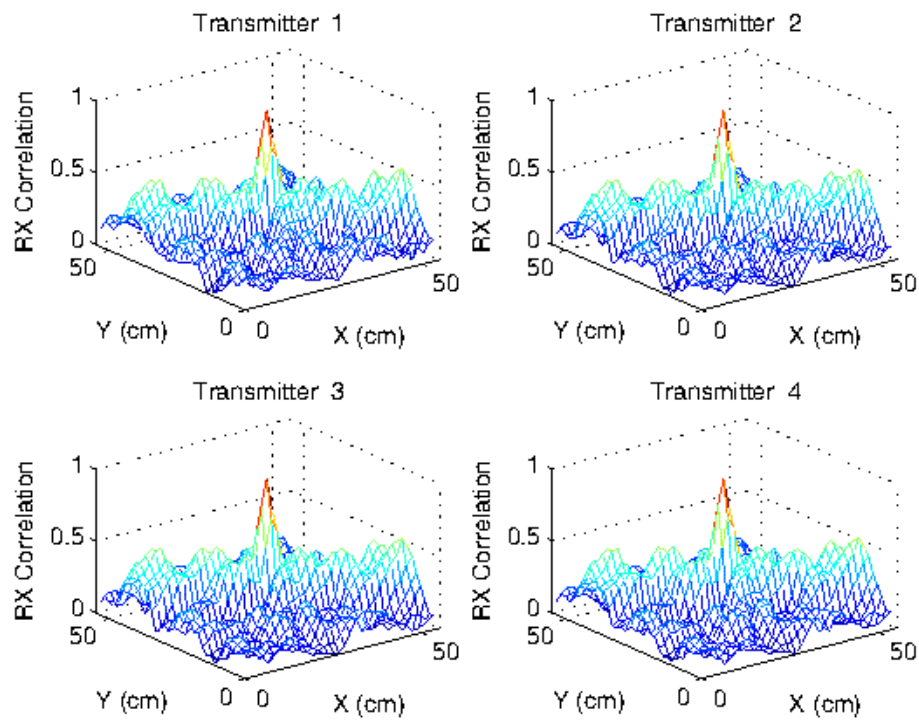 Transmitter 1
1
0.5
0
RX Correlation
50
Y (cm)
0
0
X (cm)
50
Transmitter 2
1
0.5
0
RX Correlation
50
Y (cm)
0
0
X (cm)
50
Transmitter 3
1
0.5
0
RX Correlation
50
Y (cm)
0
0
X (cm)
50
Transmitter 4
1
0.5
0
RX Correlation
50
Y (cm)
0
0
X (cm)
50